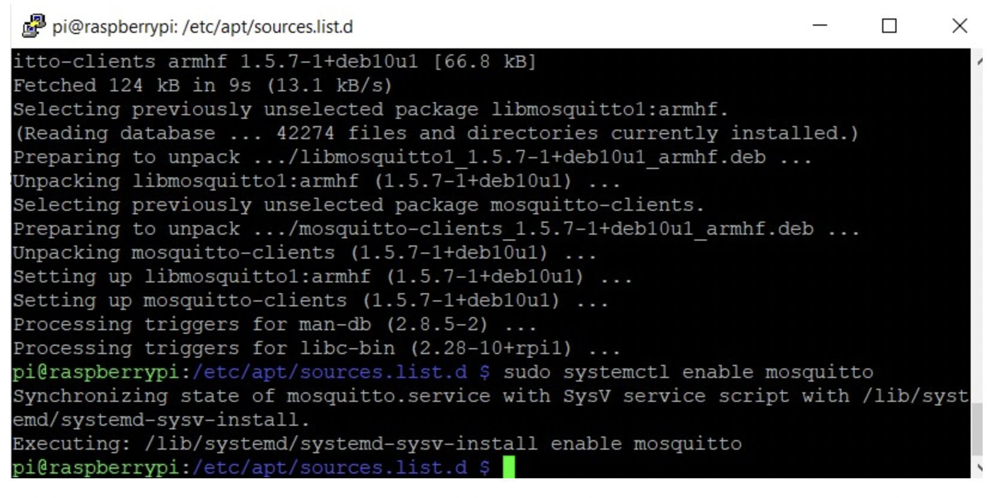 pi@raspberrypi: /etc/apt/sources.list.d
itto-clients armhf 1.5.7-1+deb10u1 [66.8 kB]
Fetched 124 kB in 9s (13.1 kB/s)
Selecting previously unselected package libmosquitto1:armhf.
(Reading database ... 42274 files and directories currently installed.)
Preparing to unpack .../libmosquitto1_1.5.7-1+deb10u1_armhf.deb ...
Unpacking libmosquitto1:armhf (1.5.7-1+deb10u1) ...
Selecting previously unselected package mosquitto-clients.
Preparing to unpack .../mosquitto-clients_1.5.7-1+deb10u1_armhf.deb ...
Unpacking mosquitto-clients (1.5.7-1+deb10u1) ...
Setting up libmosquitto1:armhf (1.5.7-1+deb10u1) ...
Setting up mosquitto-clients (1.5.7-1+deb10u1) ...
Processing triggers for man-db (2.8.5-2) ...
Processing triggers for libc-bin (2.28-10+rpi1) ...
pi@raspberrypi:/etc/apt/sources.list.d $ sudo systemctl enable mosquitto
Synchronizing state of mosquitto.service with SysV service script with /lib/syst
emd/systemd-sysv-install.
Executing: /lib/systemd/systemd-sysv-install enable mosquitto
pi@raspberrypi:/etc/apt/sources.list.d $